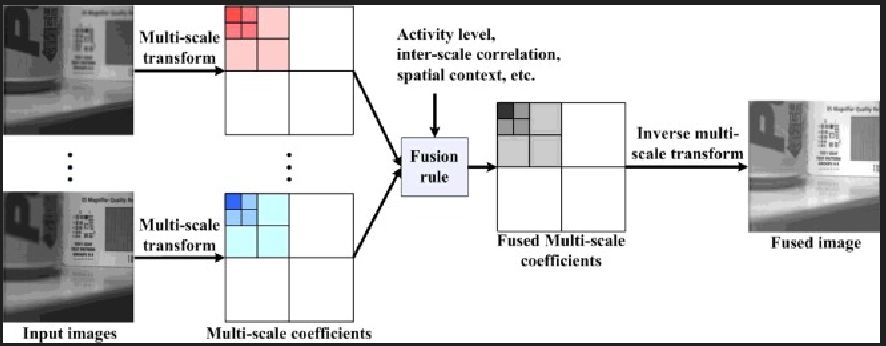 Multi-scale
transform
Activity level,
inter-scale correlation,
spatial context, etc.
Fusion
rule
Inverse multi-
scale transform
Multi-scale
transform
Fused Multi-scale
coefficients
Fused image
Input images
Multi-scale coefficients